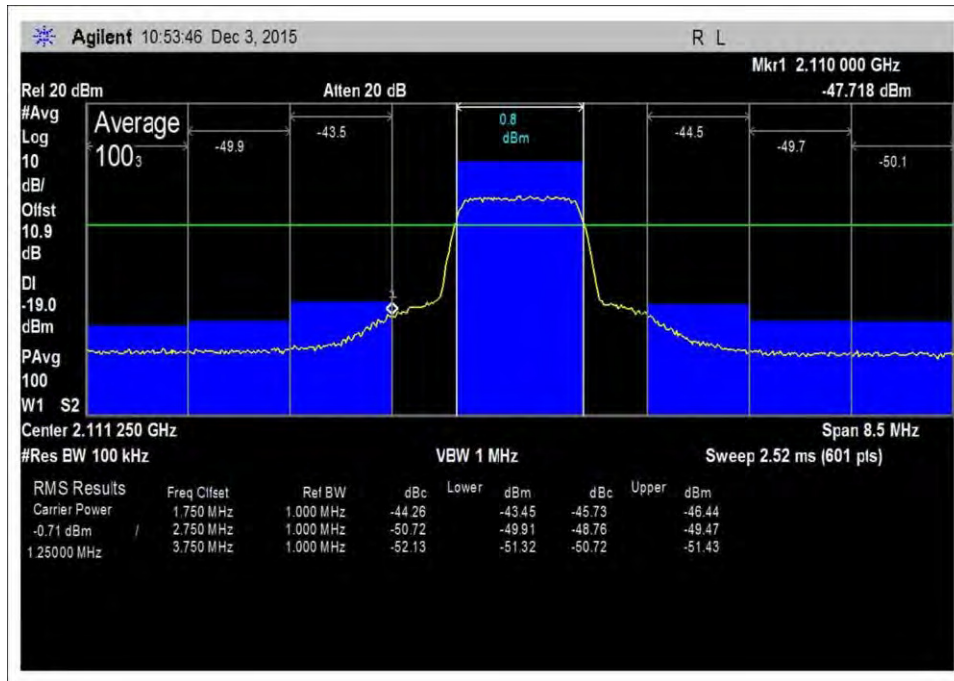 Agilent 10:53:46 Dec 3, 2015 R L
Mkr1 2.110 000 GHz
Rel 20 dBm Atten 20 dB -47.718 dBm
#Avg
Log
10
dB/
Offst
10.9
dB
DI
-19.0
dBm
PAvg
100
W1 S2
Average
100 3
-49.9
-43.5
0.8
dBm
-44.5
-49.7
-50.1
1
Center 2.111 250 GHz Span 8.5 MHz
#Res BW 100 kHz VBW 1 MHz Sweep 2.52 ms (601 pts)
RMS Results Freq Cffset Ref BW dBc Lower dBm dBc Upper dBm
Carrier Power 1.750 MHz 1.000 MHz -44.26 -43.45 -45.73 -46.44
-0.71 dBm / 2.750 MHz 1.000 MHz -50.72 -49.91 -48.76 -49.47
1.25000 MHz 3.750 MHz 1.000 MHz -52.13 -51.32 -50.72 -51.43